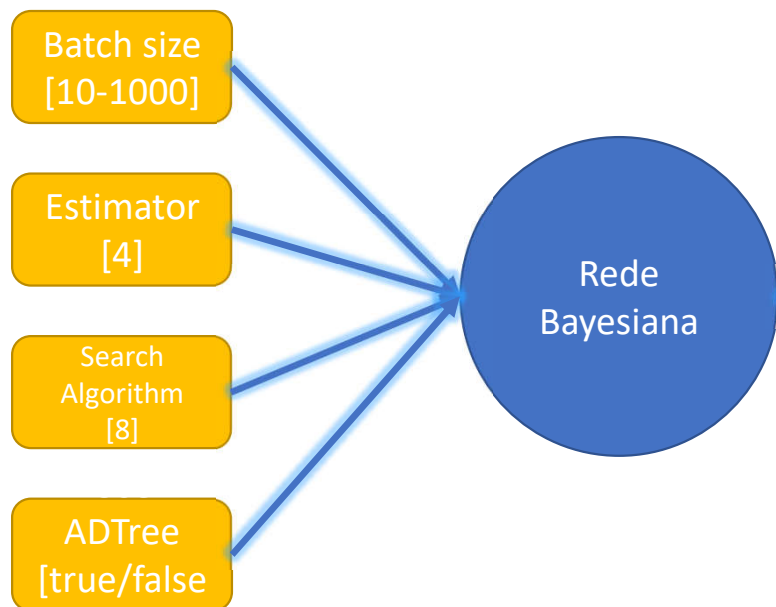 Batch size
[10-1000]
Estimator
[4]
Search
Algorithm
[8]
ADTree
[true/false
Rede
Bayesiana